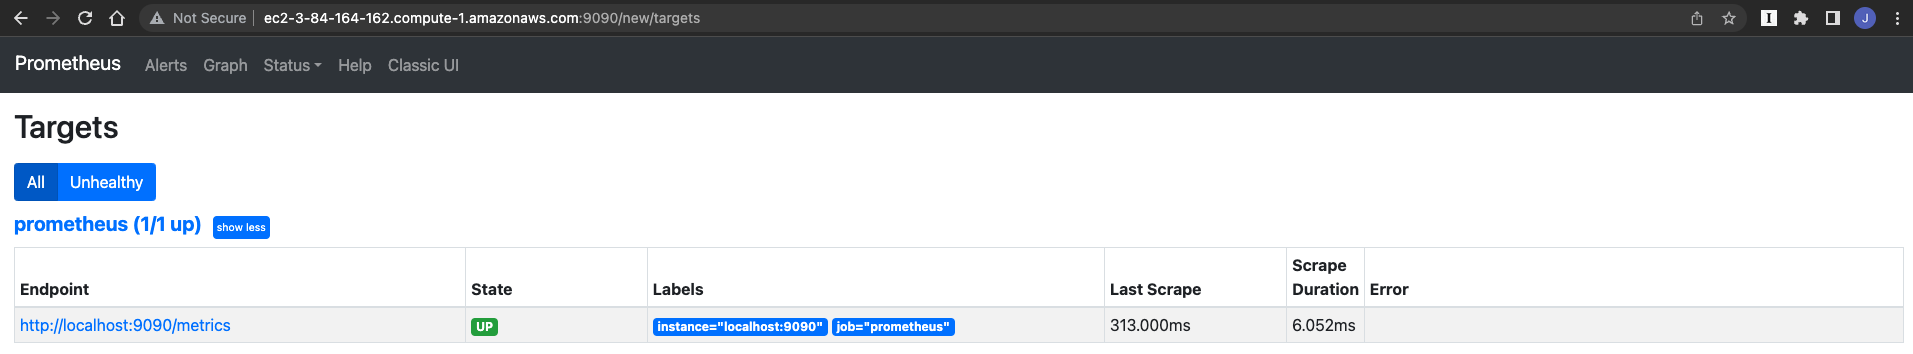 Not Secure ec2-3-84-164-162.compute-1.amazonaws.com:9090/new/targets I J
Prometheus Alerts Graph Status Help Classic UI
Targets
All Unhealthy
prometheus (1/1 up) show less
Endpoint State Labels Last Scrape Scrape Duration Error
http://localhost:9090/metrics UP instance="localhost:9090" job="prometheus" 313.000ms 6.052ms